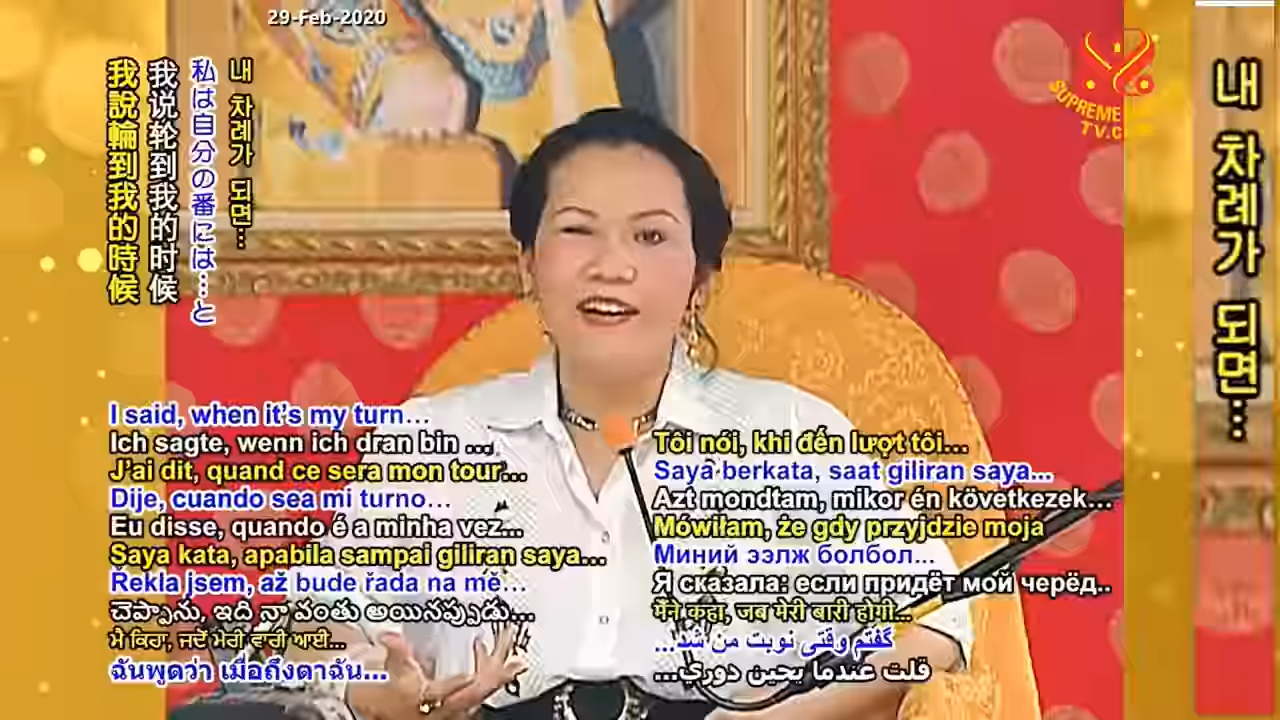 29-Feb-2020
SUPREME
TV.C
내 차례가 되면…
내 차례가 되면…
私は自分の番には…と
我说轮到我的时候
我說輪到我的時候
I said, when it's my turn…
Ich sagte, wenn ich dran bin ...
J'ai dit, quand ce sera mon tour...
Dije, cuando sea mi turno…
Eu disse, quando é a minha vez...
Saya kata, apabila sampai giliran saya...
Řekla jsem, až bude řada na mě…
చెప్పాను, ఇది నా వంతు అయినప్పుడు...
ਮੈਂ ਕਿਹਾ, ਜਦੋਂ ਮੇਰੀ ਵਾਰੀ ਆਈ...
ฉันพูดว่า เมื่อถึงตาฉัน...
Tôi nói, khi đến lượt tôi...
Saya berkata, saat giliran saya...
Azt mondtam, mikor én következek...
Mówiłam, że gdy przyjdzie moja
Миний ээлж болбол...
Я сказала: если придёт мой черёд..
मैंने कहा, जब मेरी बारी होगी...
گفتم وقتی نوبت من شد...
قلت عندما يحين دوري...